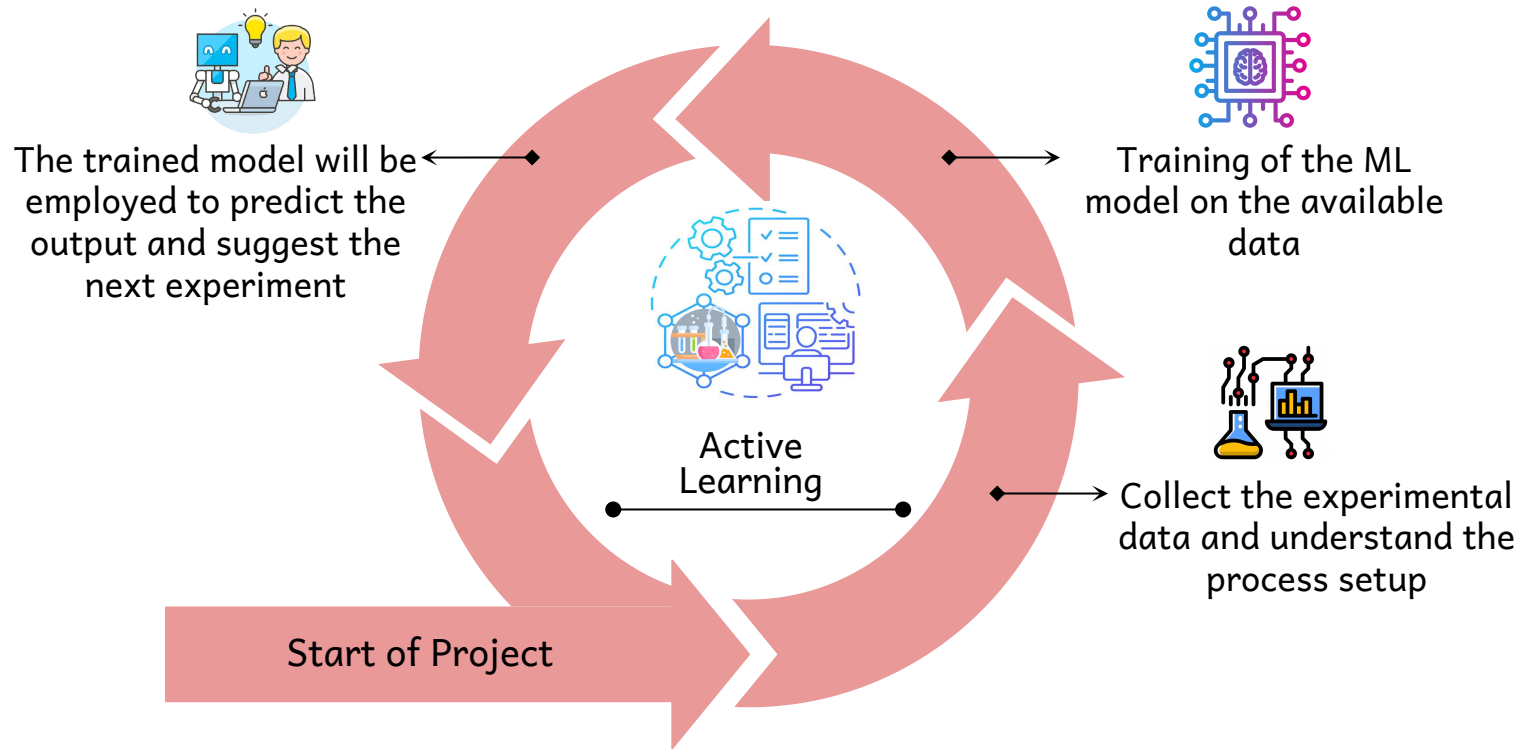 The trained model will be
employed to predict the
output and suggest the
next experiment
Training of the ML
model on the available
data
Active
Learning
Collect the experimental
data and understand the
process setup
Start of Project